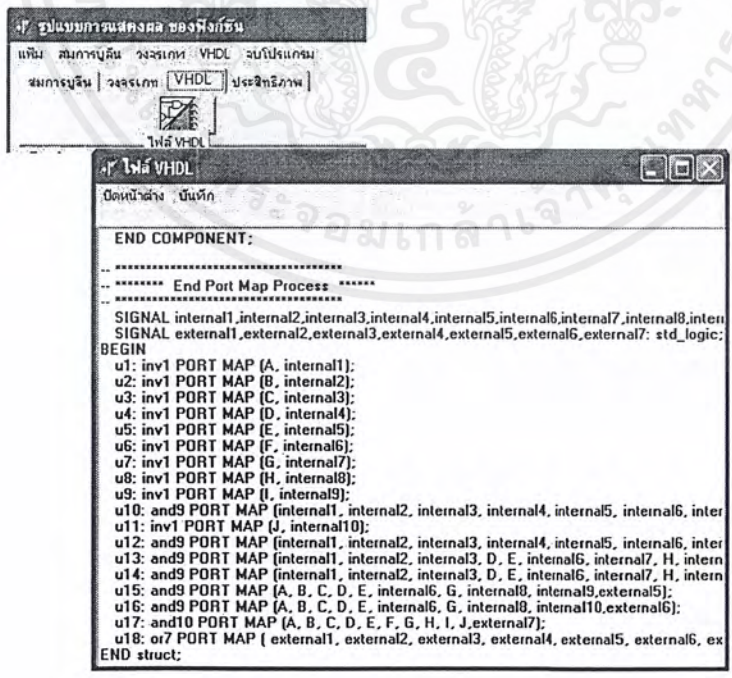 รูปแบบการแสดงผล ของฟังก์ชัน
แฟ้ม สมการบูลีน วงจรเกท VHDL จบโปรแกรม
สมการบูลีน วงจรเกท VHDL ประสิทธิภาพ
ไฟล์ VHDL
ไฟล์ VHDL
ปิดหน้าต่าง บันทึก
END COMPONENT;
-- *************************************
-- ******** End Port Map Process ******
-- *************************************
SIGNAL internal1,internal2,internal3,internal4,internal5,internal6,internal7,internal8,intern
SIGNAL external1,external2,external3,external4,external5,external6,external7: std_logic;
BEGIN
u1: inv1 PORT MAP (A, internal1);
u2: inv1 PORT MAP (B, internal2);
u3: inv1 PORT MAP (C, internal3);
u4: inv1 PORT MAP (D, internal4);
u5: inv1 PORT MAP (E, internal5);
u6: inv1 PORT MAP (F, internal6);
u7: inv1 PORT MAP (G, internal7);
u8: inv1 PORT MAP (H, internal8);
u9: inv1 PORT MAP (I, internal9);
u10: and9 PORT MAP (internal1, internal2, internal3, internal4, internal5, internal6, inter
u11: inv1 PORT MAP (J, internal10);
u12: and9 PORT MAP (internal1, internal2, internal3, internal4, internal5, internal6, inter
u13: and9 PORT MAP (internal1, internal2, internal3, D, E, internal6, internal7, H, intern
u14: and9 PORT MAP (internal1, internal2, internal3, D, E, internal6, internal7, H, intern
u15: and9 PORT MAP (A, B, C, D, E, internal6, G, internal8, internal9,external5);
u16: and9 PORT MAP (A, B, C, D, E, internal6, G, internal8, internal10,external6);
u17: and10 PORT MAP (A, B, C, D, E, F, G, H, I, J,external7);
u18: or7 PORT MAP ( external1, external2, external3, external4, external5, external6, ex
END struct;